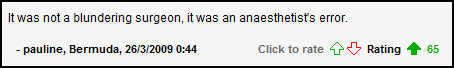 It was not a blundering surgeon, it was an anaesthetist's error.
- pauline, Bermuda, 26/3/2009 0:44 Click to rate Rating 65